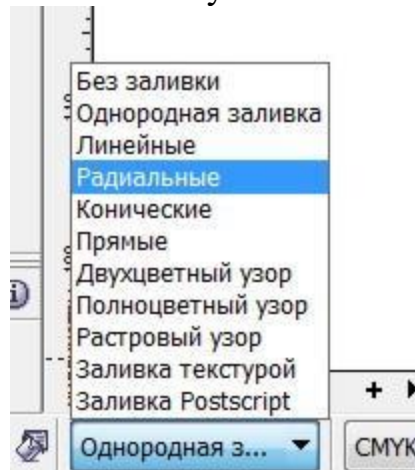 у
Без заливки
Однородная заливка
Линейные
Радиальные
Конические
Прямые
Двухцветный узор
Полноцветный узор
Растровый узор
Заливка текстурой
Заливка Postscript
Однородная з...
CMYK